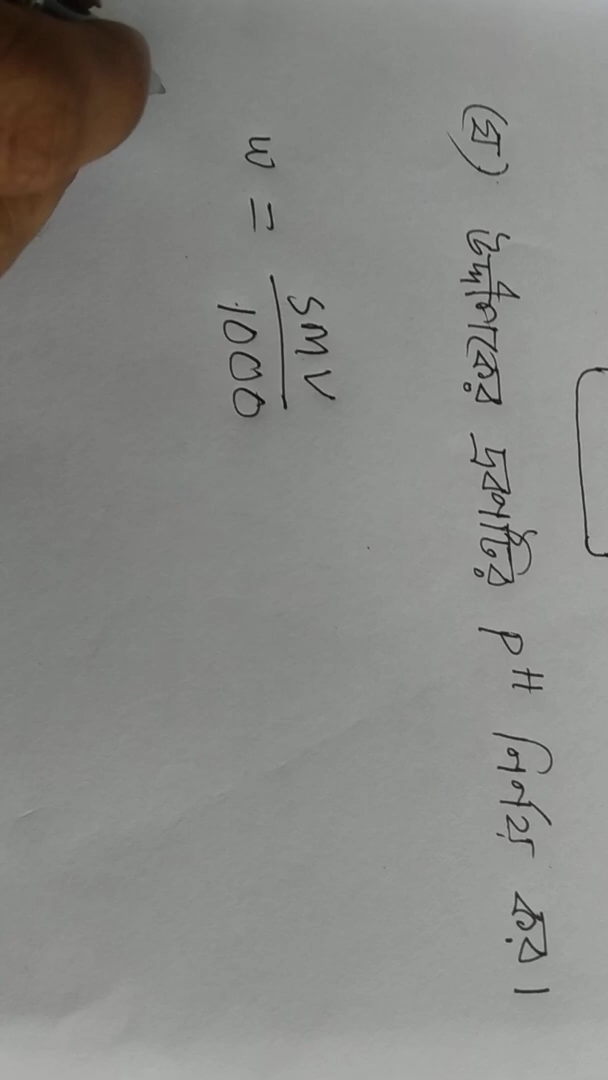 (গ) উদ্দীপকের দ্রবণটির pH নির্ণয় কর।
w = SMV
1000